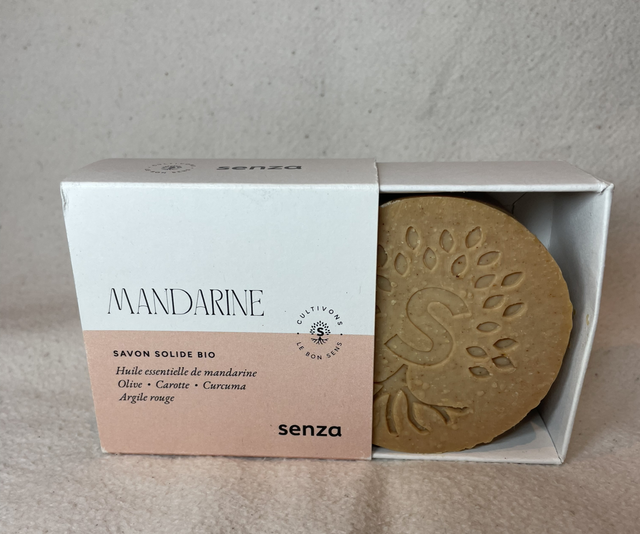 senza
MANDARINE
CULTIVONS
LE BON SENS
S
SAVON SOLIDE BIO
Huile essentielle de mandarine
Olive • Carotte • Curcuma
Argile rouge
senza
S